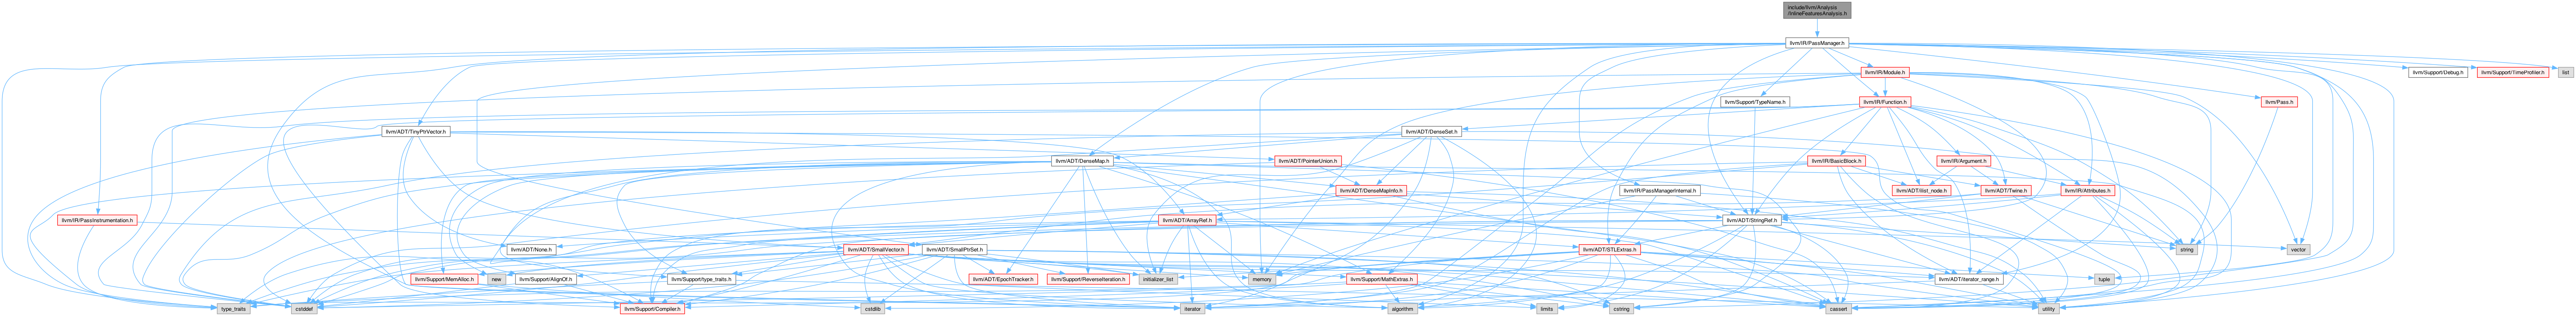 include/llvm/Analysis
/InlineFeaturesAnalysis.h
llvm/IR/PassManager.h
llvm/IR/Module.h
llvm/Support/Debug.h
llvm/Support/TimeProfiler.h
list
llvm/Support/TypeName.h
llvm/IR/Function.h
llvm/Pass.h
llvm/ADT/TinyPtrVector.h
llvm/ADT/DenseSet.h
llvm/ADT/DenseMap.h
llvm/ADT/PointerUnion.h
llvm/IR/BasicBlock.h
llvm/IR/Argument.h
llvm/ADT/DenseMapInfo.h
llvm/IR/PassManagerInternal.h
llvm/ADT/ilist_node.h
llvm/ADT/Twine.h
llvm/IR/Attributes.h
llvm/IR/PassInstrumentation.h
llvm/ADT/ArrayRef.h
llvm/ADT/StringRef.h
llvm/ADT/None.h
llvm/ADT/SmallVector.h
llvm/ADT/SmallPtrSet.h
llvm/ADT/STLExtras.h
string
vector
llvm/Support/MemAlloc.h
new
llvm/Support/AlignOf.h
llvm/Support/type_traits.h
llvm/ADT/EpochTracker.h
llvm/Support/ReverseIteration.h
initializer_list
memory
llvm/Support/MathExtras.h
llvm/ADT/iterator_range.h
tuple
type_traits
cstddef
llvm/Support/Compiler.h
cstdlib
iterator
algorithm
limits
cstring
cassert
utility